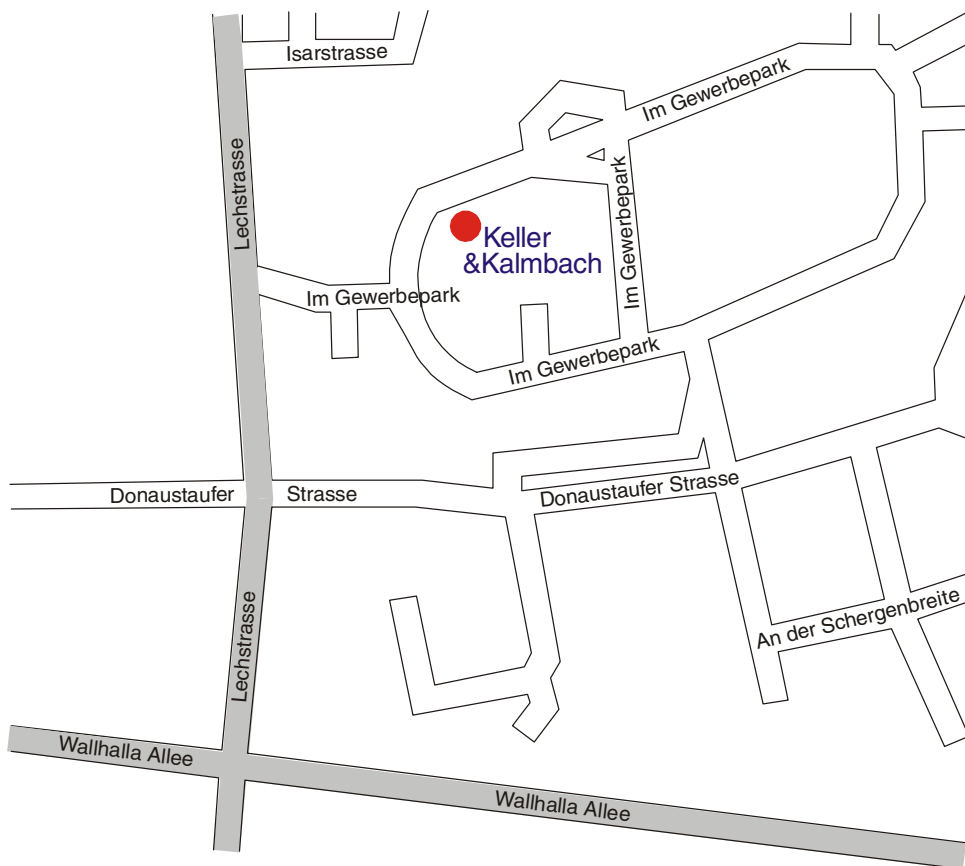 Isarstrasse
Im Gewerbepark
Lechstrasse
Im Gewerbepark
Keller
&Kalmbach
Im Gewerbepark
Im Gewerbepark
Donaustaufer Strasse
Donaustaufer Strasse
Lechstrasse
An der Schergenbreite
Wallhalla Allee
Wallhalla Allee